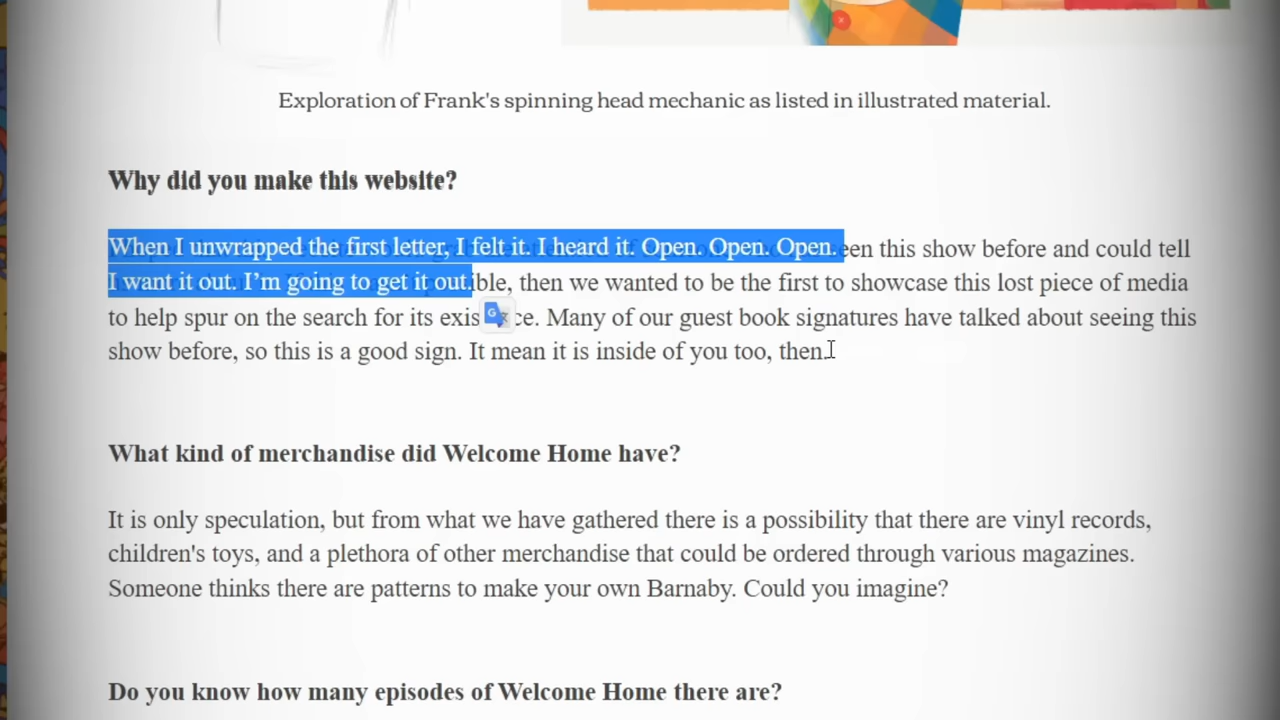 Exploration of Frank's spinning head mechanic as listed in illustrated material.
Why did you make this website?
When I unwrapped the first letter, I felt it. I heard it. Open. Open. Open. een this show before and could tell
I want it out. I'm going to get it out. ible, then we wanted to be the first to showcase this lost piece of media
to help spur on the search for its exis ce. Many of our guest book signatures have talked about seeing this
show before, so this is a good sign. It mean it is inside of you too, then.
What kind of merchandise did Welcome Home have?
It is only speculation, but from what we have gathered there is a possibility that there are vinyl records,
children's toys, and a plethora of other merchandise that could be ordered through various magazines.
Someone thinks there are patterns to make your own Barnaby. Could you imagine?
Do you know how many episodes of Welcome Home there are?